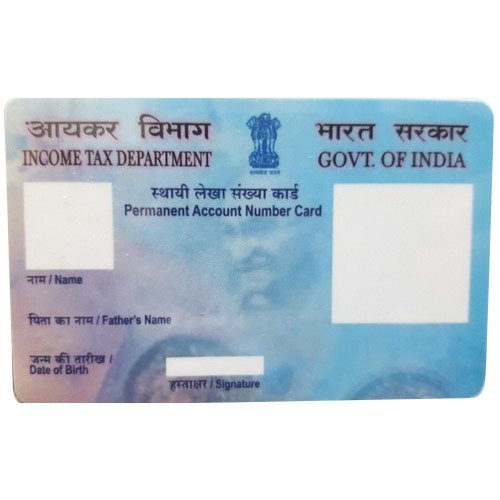 आयकर विभाग
INCOME TAX DEPARTMENT
भारत सरकार
GOVT. OF INDIA
सत्यमेव जयते
स्थायी लेखा संख्या कार्ड
Permanent Account Number Card
नाम / Name
पिता का नाम / Father's Name
जन्म की तारीख /
Date of Birth
हस्ताक्षर / Signature